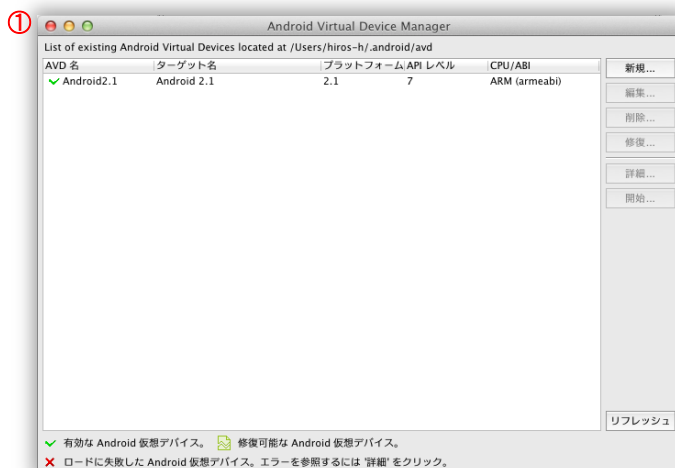 ①
Android Virtual Device Manager
List of existing Android Virtual Devices located at /Users/hiros-h/.android/avd
AVD 名 ターゲット名 プラットフォーム API レベル CPU/ABI
Android2.1 Android 2.1 2.1 7 ARM (armeabi)
新規...
編集...
削除...
修復...
詳細...
開始...
リフレッシュ
有効な Android 仮想デバイス。 修復可能な Android 仮想デバイス。
ロードに失敗した Android 仮想デバイス。エラーを参照するには '詳細' をクリック。